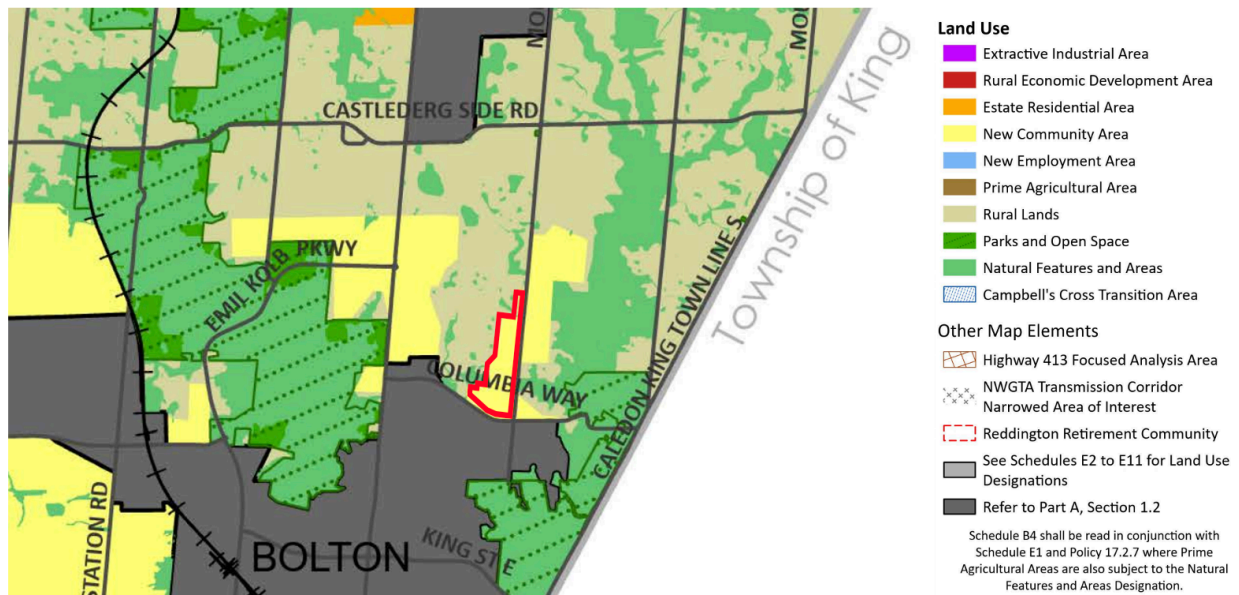 MO
MOU
Township of King
CASTLEDERG SIDE RD
EMIL KOLB PKWY
COLUMBIA WAY
CALEDON KING TOWN LINE S
STATION RD
BOLTON
KING ST E
Land Use
Extractive Industrial Area
Rural Economic Development Area
Estate Residential Area
New Community Area
New Employment Area
Prime Agricultural Area
Rural Lands
Parks and Open Space
Natural Features and Areas
Campbell's Cross Transition Area
Other Map Elements
Highway 413 Focused Analysis Area
NWGTA Transmission Corridor
Narrowed Area of Interest
Reddington Retirement Community
See Schedules E2 to E11 for Land Use
Designations
Refer to Part A, Section 1.2
Schedule B4 shall be read in conjunction with
Schedule E1 and Policy 17.2.7 where Prime
Agricultural Areas are also subject to the Natural
Features and Areas Designation.